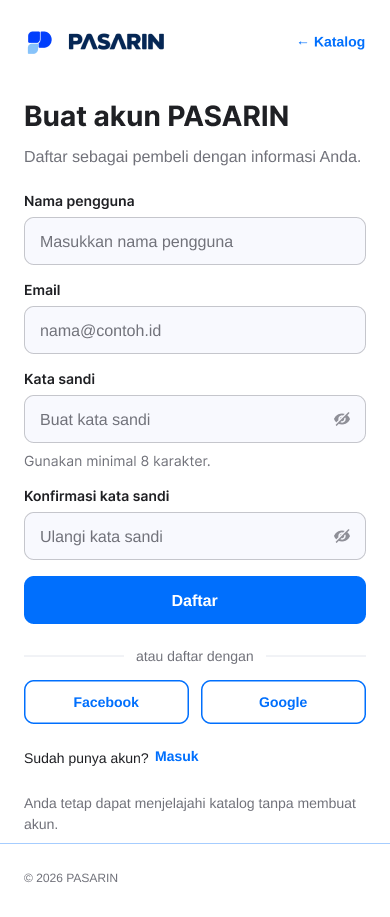 PASARIN
← Katalog
Buat akun PASARIN
Daftar sebagai pembeli dengan informasi Anda.
Nama pengguna
Masukkan nama pengguna
Email
nama@contoh.id
Kata sandi
Buat kata sandi
Gunakan minimal 8 karakter.
Konfirmasi kata sandi
Ulangi kata sandi
Daftar
atau daftar dengan
Facebook
Google
Sudah punya akun? Masuk
Anda tetap dapat menjelajahi katalog tanpa membuat
akun.
© 2026 PASARIN